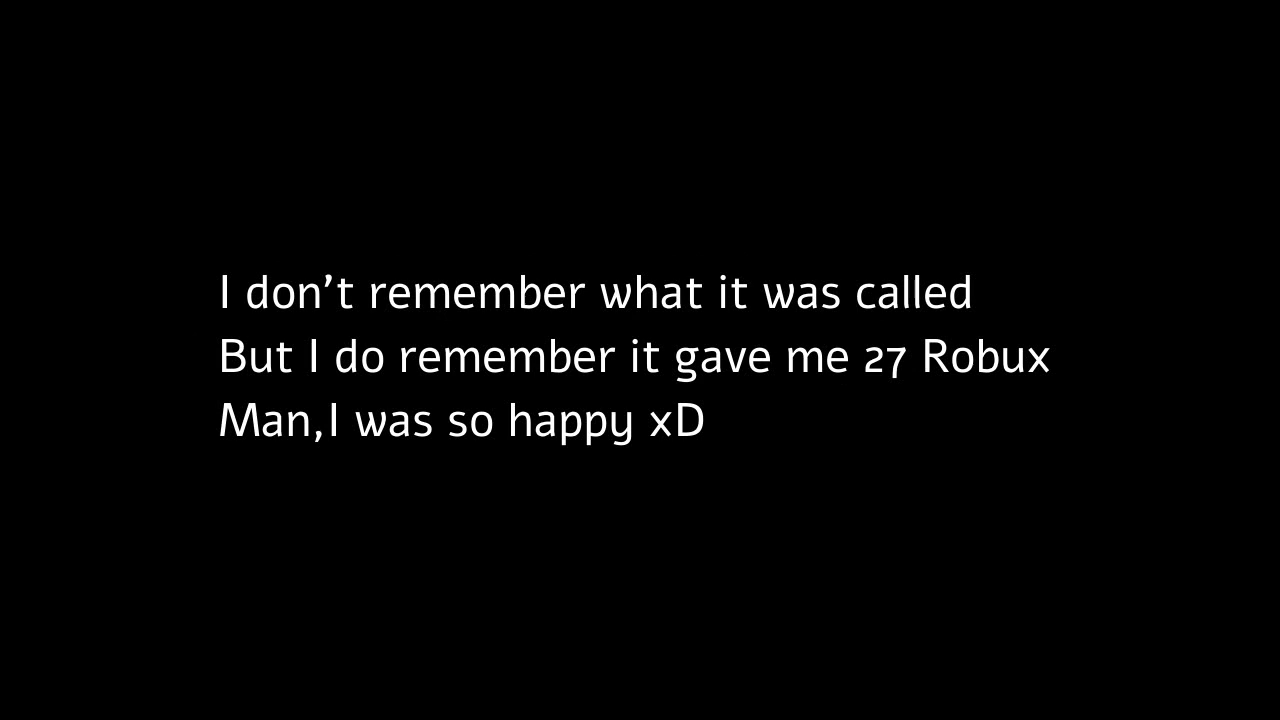 I don't remember what it was called
But I do remember it gave me 27 Robux
Man,I was so happy xD